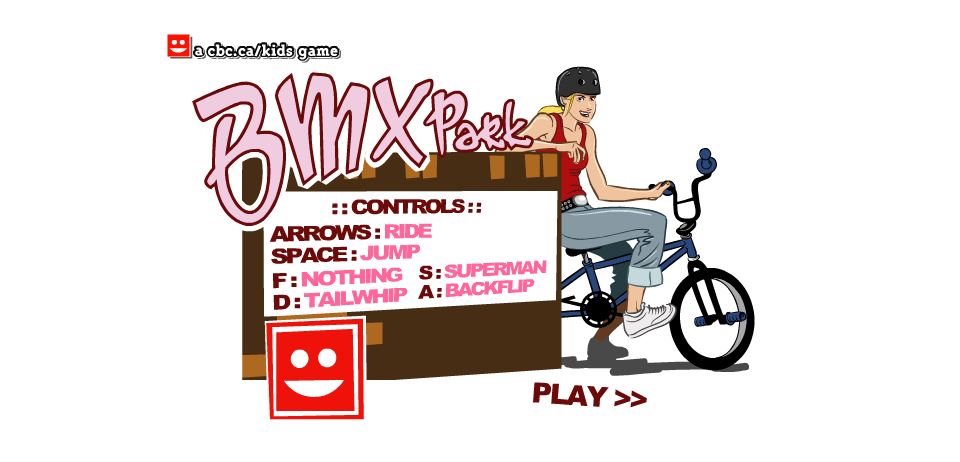 a cbc.ca/kids game
BMX Park
:: CONTROLS ::
ARROWS : RIDE
SPACE : JUMP
F : NOTHING S : SUPERMAN
D : TAILWHIP A : BACKFLIP
PLAY >>